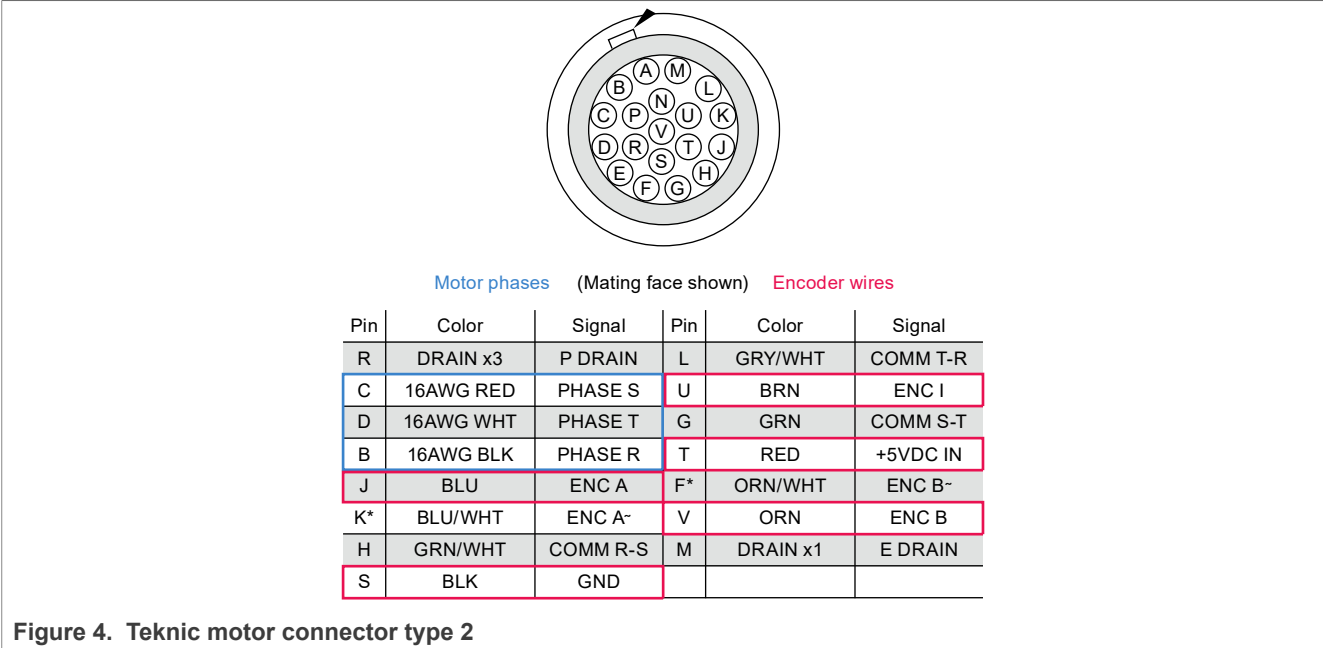 A M
B L
N
C P U K
V
D R T J
S
E H
F G
Motor phases (Mating face shown) Encoder wires
Pin Color Signal Pin Color Signal
R DRAIN x3 P DRAIN L GRY/WHT COMM T-R
C 16AWG RED PHASE S U BRN ENC I
D 16AWG WHT PHASE T G GRN COMM S-T
B 16AWG BLK PHASE R T RED +5VDC IN
J BLU ENC A F* ORN/WHT ENC B~
K* BLU/WHT ENC A~ V ORN ENC B
H GRN/WHT COMM R-S M DRAIN x1 E DRAIN
S BLK GND
Figure 4. Teknic motor connector type 2